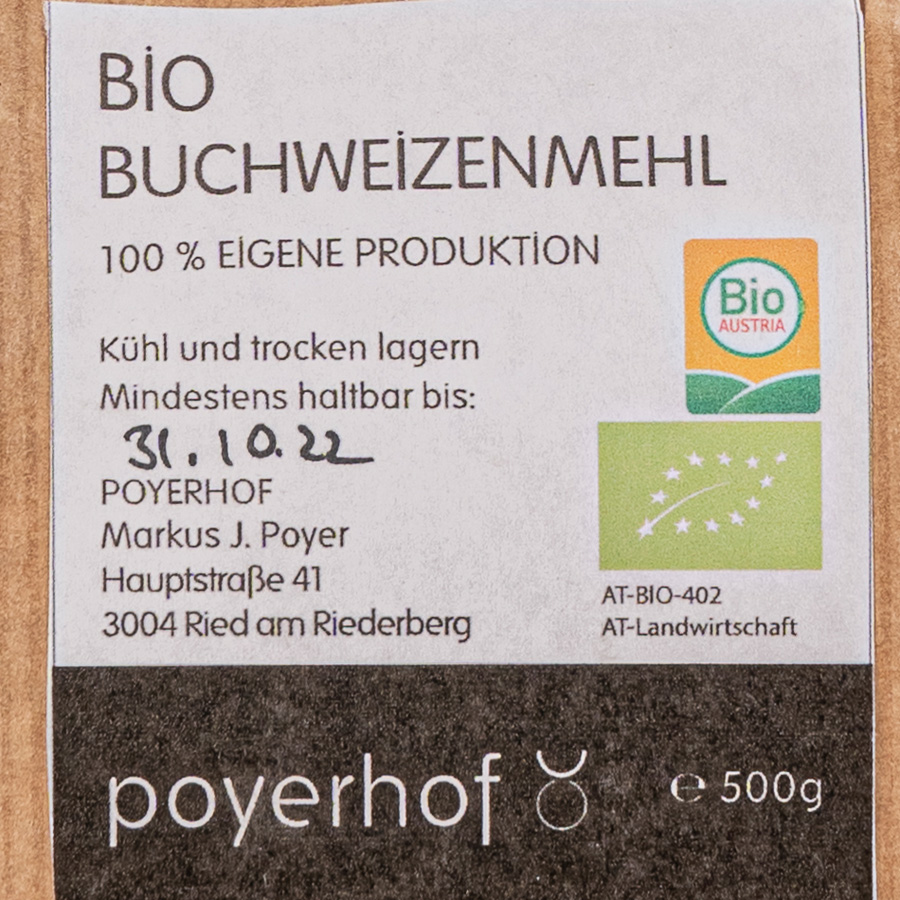 BIO
BUCHWEIZENMEHL
100 % EIGENE PRODUKTION
Bio
AUSTRIA
Kühl und trocken lagern
Mindestens haltbar bis:
31.10.22
POYERHOF
Markus J. Poyer
Hauptstraße 41
3004 Ried am Riederberg
AT-BIO-402
AT-Landwirtschaft
poyerhof
℮ 500g